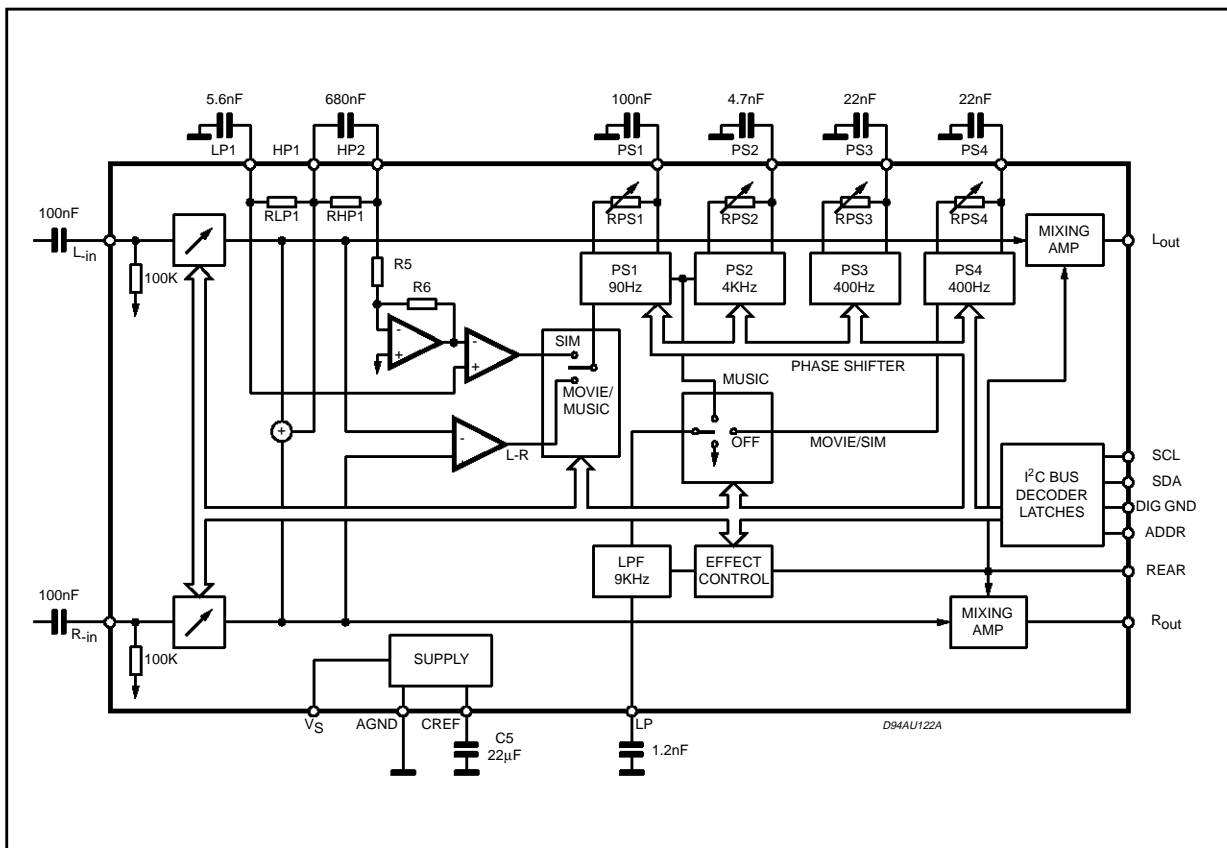 5.6nF
680nF
100nF
4.7nF
22nF
22nF
LP1
HP1
HP2
PS1
PS2
PS3
PS4
RLP1
RHP1
RPS1
RPS2
RPS3
RPS4
100nF
L-in
100K
R5
R6
PS1
90Hz
PS2
4KHz
PS3
400Hz
PS4
400Hz
MIXING
AMP
Lout
-
+
-
+
SIM
MOVIE/
MUSIC
PHASE SHIFTER
MUSIC
OFF
MOVIE/SIM
+
-
+
L-R
I2C BUS
DECODER
LATCHES
SCL
SDA
DIG GND
ADDR
LPF
9KHz
EFFECT
CONTROL
REAR
100nF
R-in
100K
MIXING
AMP
Rout
SUPPLY
VS
AGND
CREF
LP
D94AU122A
C5
22μF
1.2nF